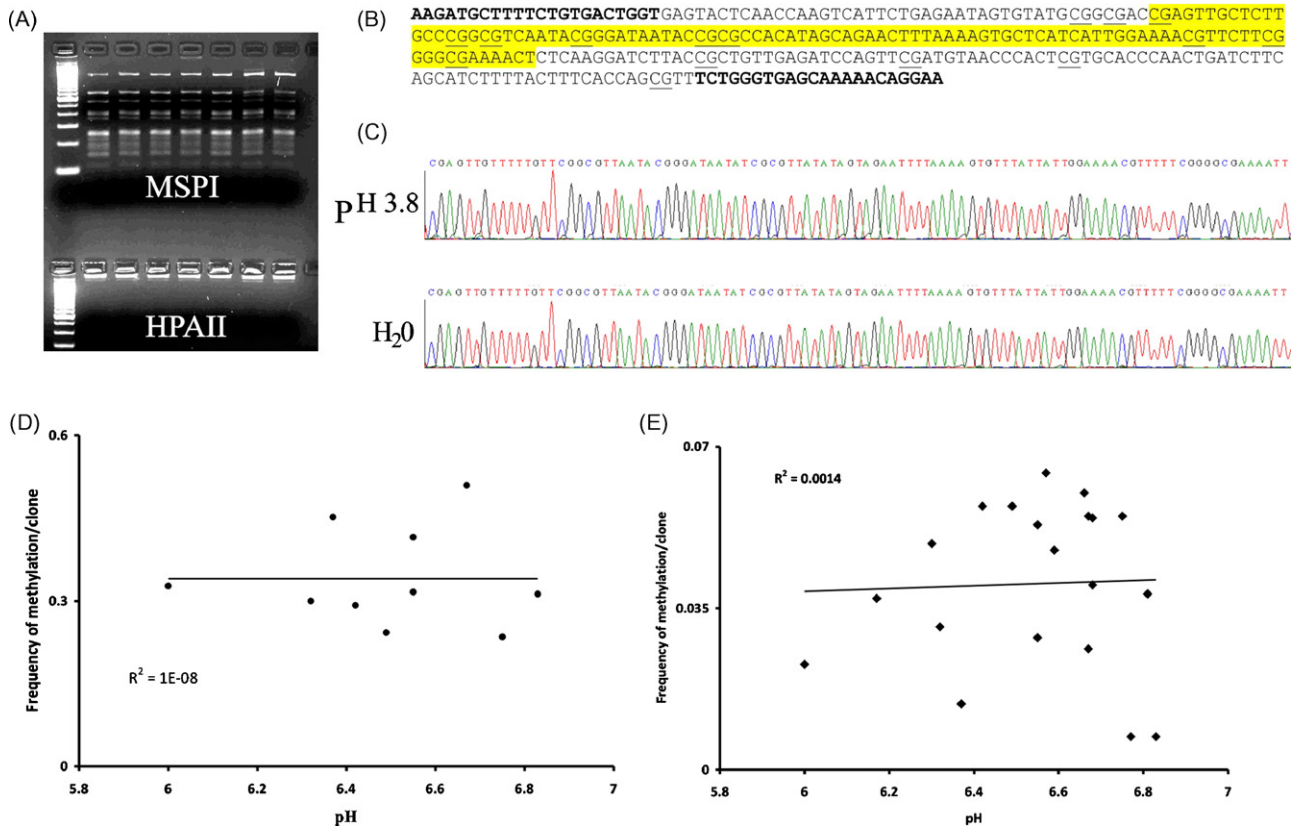 (A)
MSPI
HPAII
(B)
AAGATGCTTTTCTGTGACTGGTGAGTACTCAACCAAGTCATTCTGAGAATAGTGTATGCGGCGACCGAGTTGCTCTT
GCCCGGCGTCAATACGGGATAATACCGCGCCACATAGCAGAACTTTAAAAGTGCTCATCATTGGAAAACGTTCTTCG
GGGCGAAAACTCTCAAGGATCTTACCGCTGTTGAGATCCAGTTCGATGTAACCCACTCGTGCACCCAACTGATCTTC
AGCATCTTTTACTTTCACCAGCGTTTCTGGGTGAGCAAAAACAGGAA
(C)
CGAGTTGTTTTTGTTCGGCGTTAATACGGGATAATATCGCGTTATATAGTAGAATTTTAAAAGTGTTTATTATTGGAAAACGTTTTTCGGGGCGAAAATT
PH 3.8
CGAGTTGTTTTTGTTCGGCGTTAATACGGGATAATATCGCGTTATATAGTAGAATTTTAAAAGTGTTTATTATTGGAAAACGTTTTTCGGGGCGAAAATT
H20
(D)
Frequency of methylation/clone
0.6
0.3
0
R2 = 1E-08
5.8 6 6.2 6.4 6.6 6.8 7
pH
(E)
Frequency of methylation/clone
0.07
0.035
0
R2 = 0.0014
5.8 6 6.2 6.4 6.6 6.8 7
pH